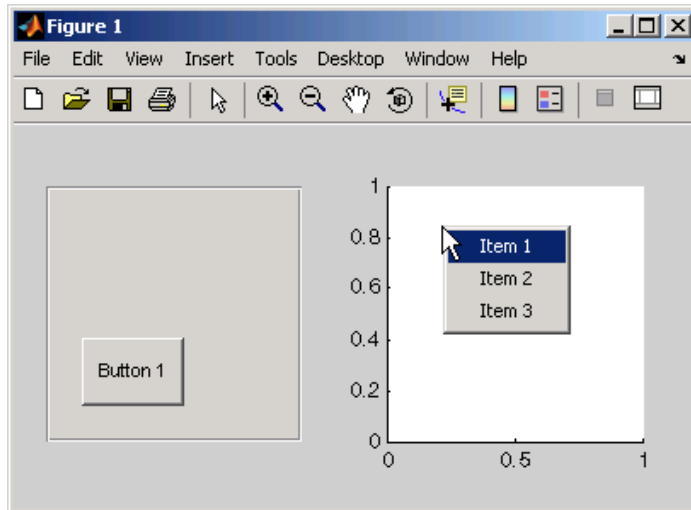 Figure 1
File Edit View Insert Tools Desktop Window Help
Button 1
1
0.8
0.6
0.4
0.2
0
0 0.5 1
Item 1
Item 2
Item 3